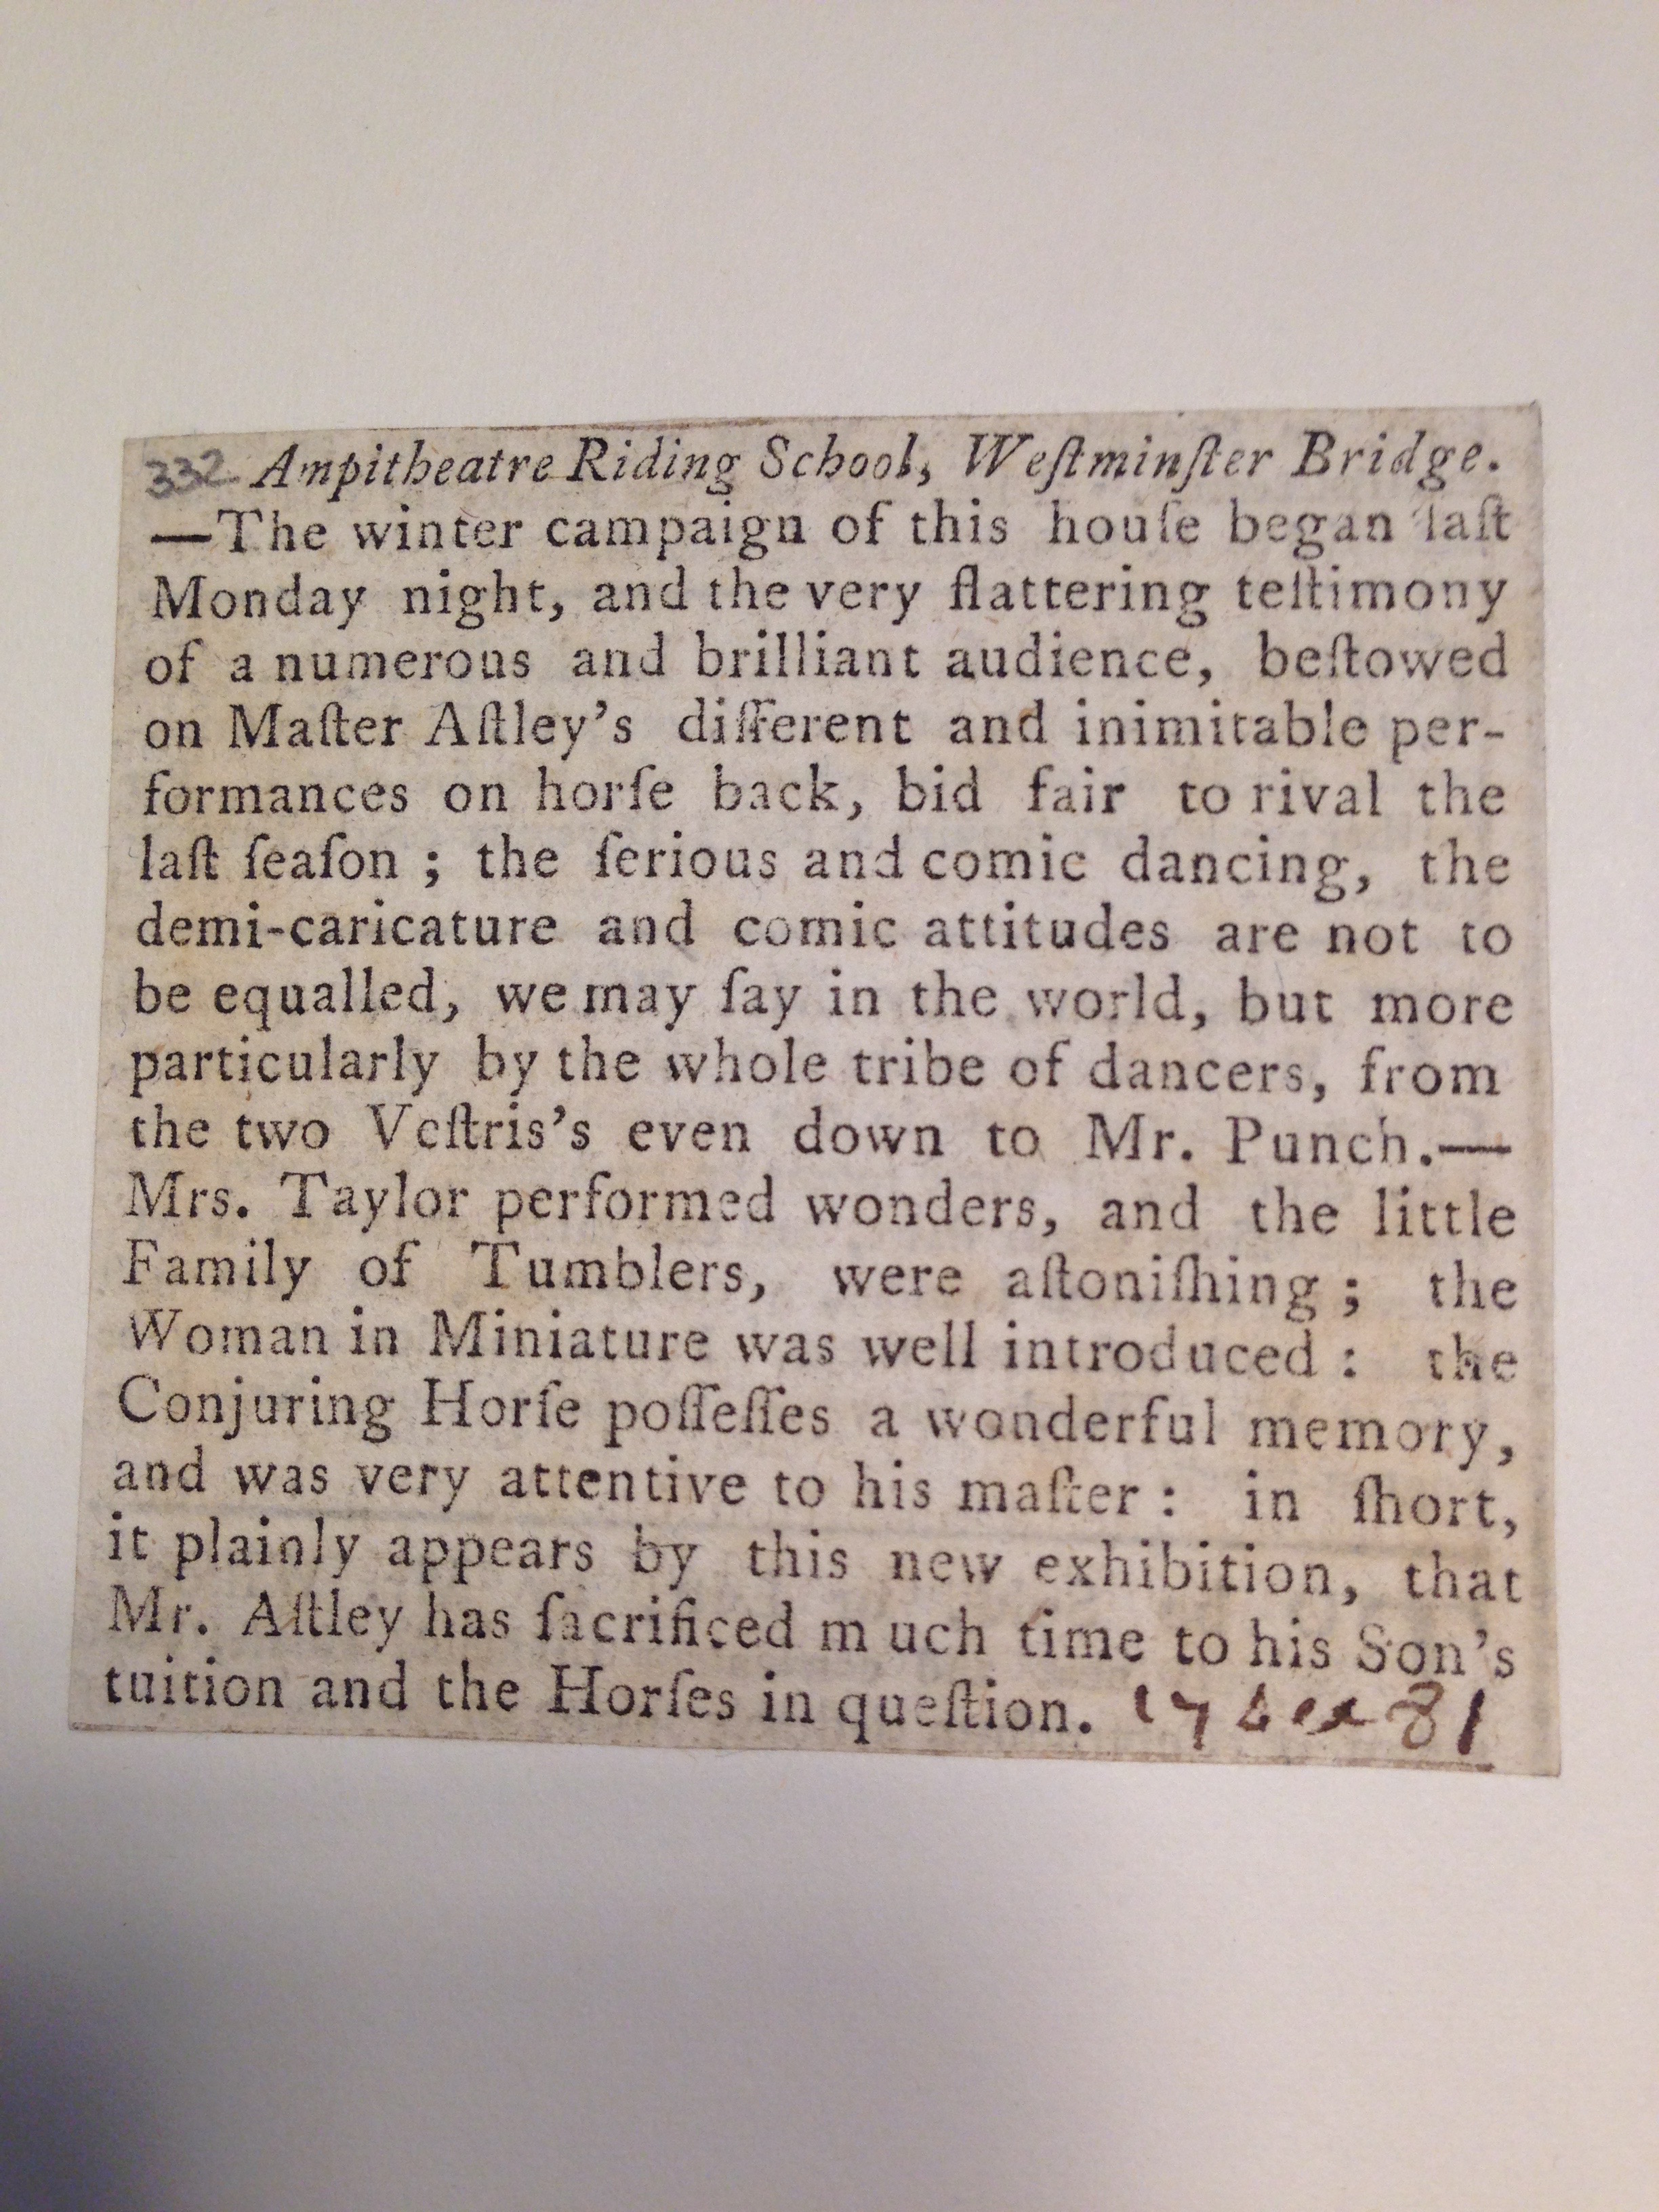 332 Ampitheatre Riding School, Weſtminſter Bridge.
—The winter campaign of this houſe began laſt
Monday night, and the very flattering teſtimony
of a numerous and brilliant audience, beſtowed
on Maſter Aſtley's different and inimitable per-
formances on horſe back, bid fair to rival the
laſt ſeaſon ; the ſerious and comic dancing, the
demi-caricature and comic attitudes are not to
be equalled, we may ſay in the world, but more
particularly by the whole tribe of dancers, from
the two Veſtris's even down to Mr. Punch.—
Mrs. Taylor performed wonders, and the little
Family of Tumblers, were aſtoniſhing ; the
Woman in Miniature was well introduced : the
Conjuring Horſe poſſeſſes a wonderful memory,
and was very attentive to his maſter : in ſhort,
it plainly appears by this new exhibition, that
Mr. Aſtley has ſacrificed m uch time to his Son's
tuition and the Horſes in queſtion. 17 81